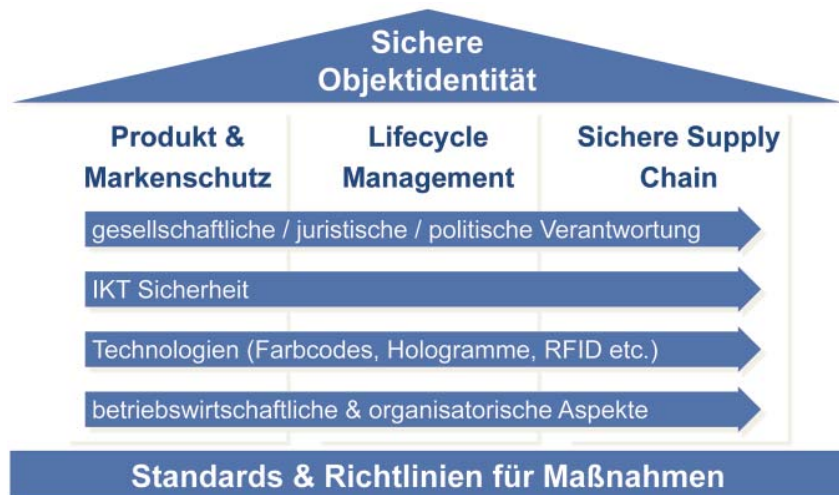 Sichere
Objektidentität
Produkt &
Markenschutz
Lifecycle
Management
Sichere Supply
Chain
gesellschaftliche / juristische / politische Verantwortung
IKT Sicherheit
Technologien (Farbcodes, Hologramme, RFID etc.)
betriebswirtschaftliche & organisatorische Aspekte
Standards & Richtlinien für Maßnahmen